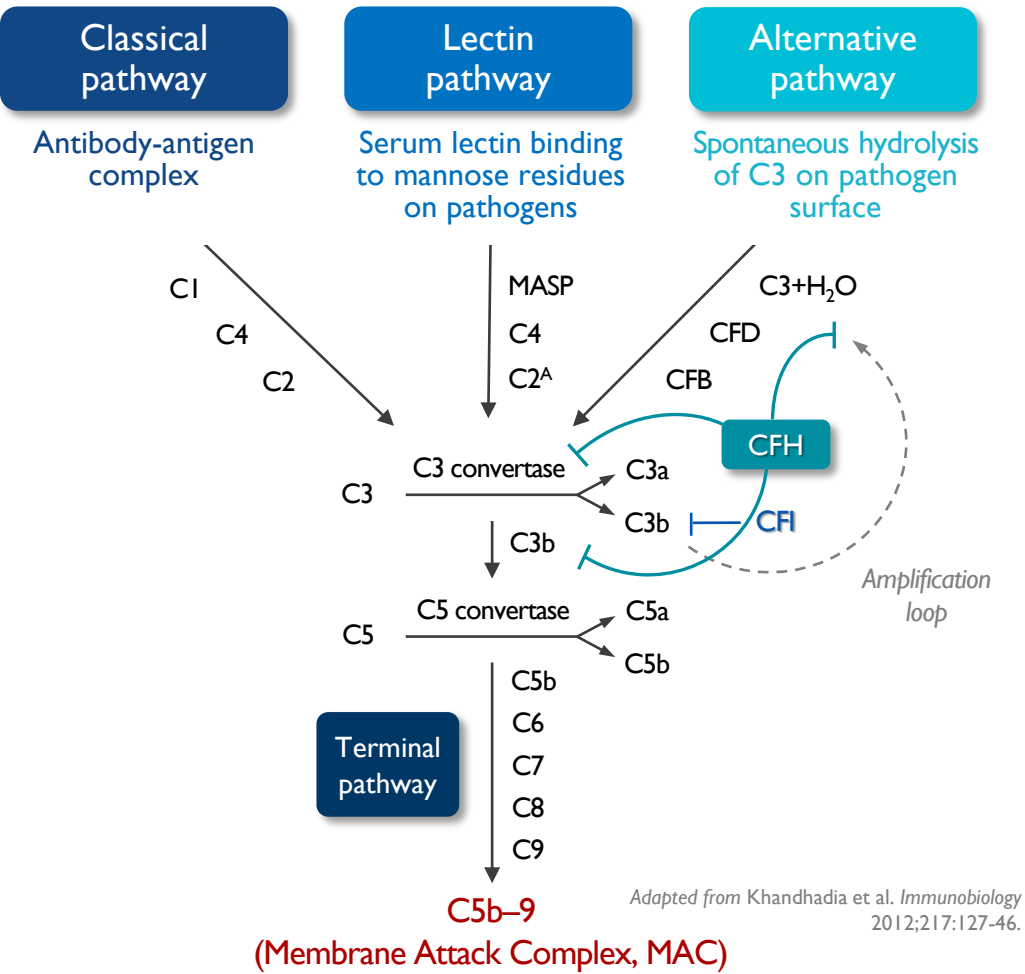 Classical
pathway
Lectin
pathway
Alternative
pathway
Antibody-antigen
complex
Serum lectin binding
to mannose residues
on pathogens
Spontaneous hydrolysis
of C3 on pathogen
surface
C1
C4
C2
MASP
C4
C2ᴬ
C3+H₂O
CFD
CFB
CFH
C3 convertase
C3
C3a
C3b
CFI
C3b
Amplification
loop
C5 convertase
C5
C5a
C5b
C5b
C6
C7
C8
C9
Terminal
pathway
C5b–9
(Membrane Attack Complex, MAC)
Adapted from Khandhadia et al. Immunobiology
2012;217:127-46.